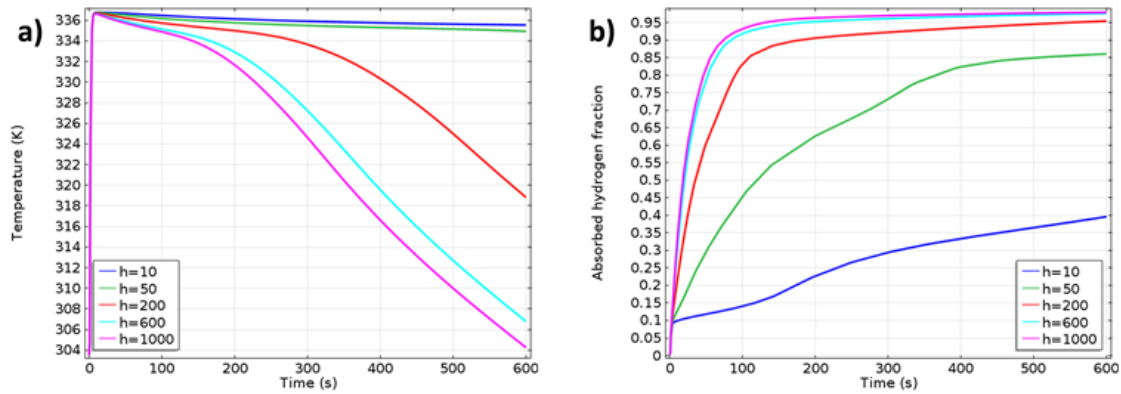 a)
Temperature (K)
336
334
332
330
328
326
324
322
320
318
316
314
312
310
308
306
304
h=10
h=50
h=200
h=600
h=1000
0 100 200 300 400 500 600
Time (s)
b)
Absorbed hydrogen fraction
0.95
0.9
0.85
0.8
0.75
0.7
0.65
0.6
0.55
0.5
0.45
0.4
0.35
0.3
0.25
0.2
0.15
0.1
0.05
0
h=10
h=50
h=200
h=600
h=1000
0 100 200 300 400 500 600
Time (s)